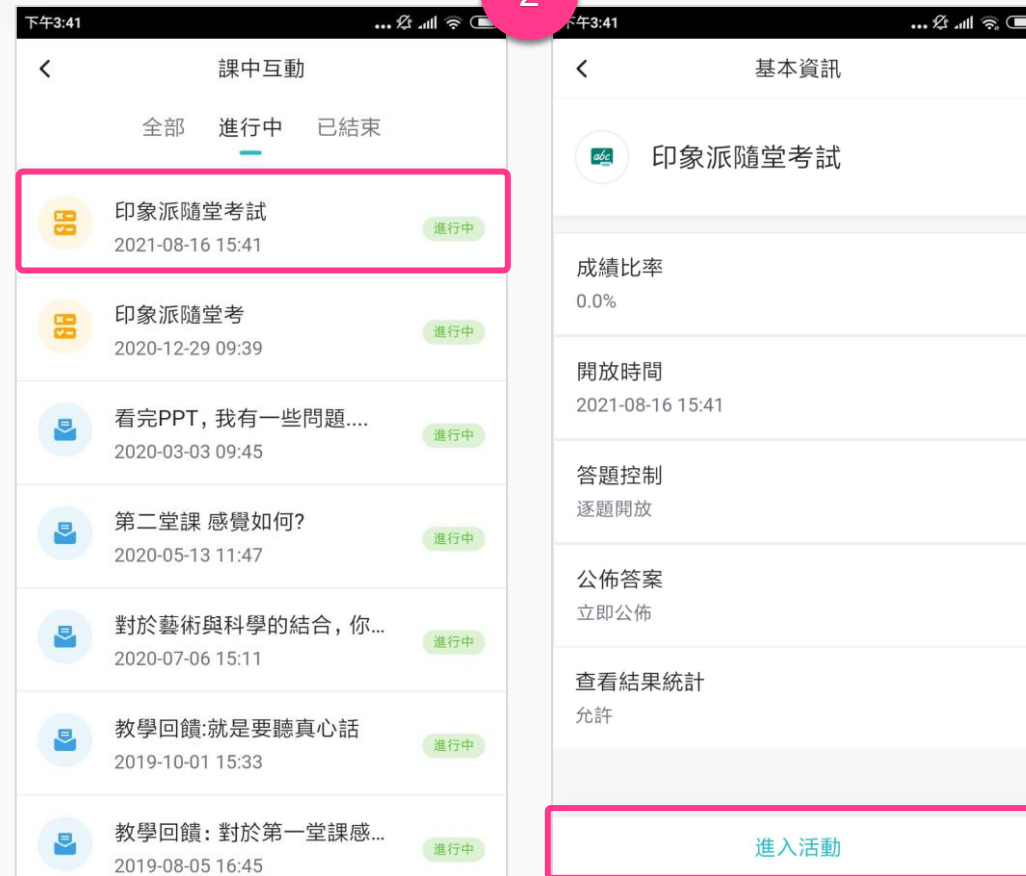 2
下午3:41
課中互動
全部 進行中 已結束
印象派隨堂考試
2021-08-16 15:41
進行中
印象派隨堂考
2020-12-29 09:39
進行中
看完PPT，我有一些問題....
2020-03-03 09:45
進行中
第二堂課 感覺如何?
2020-05-13 11:47
進行中
對於藝術與科學的結合，你...
2020-07-06 15:11
進行中
教學回饋:就是要聽真心話
2019-10-01 15:33
進行中
教學回饋：對於第一堂課感...
2019-08-05 16:45
進行中
下午3:41
基本資訊
abc
印象派隨堂考試
成績比率
0.0%
開放時間
2021-08-16 15:41
答題控制
逐題開放
公佈答案
立即公佈
查看結果統計
允許
進入活動